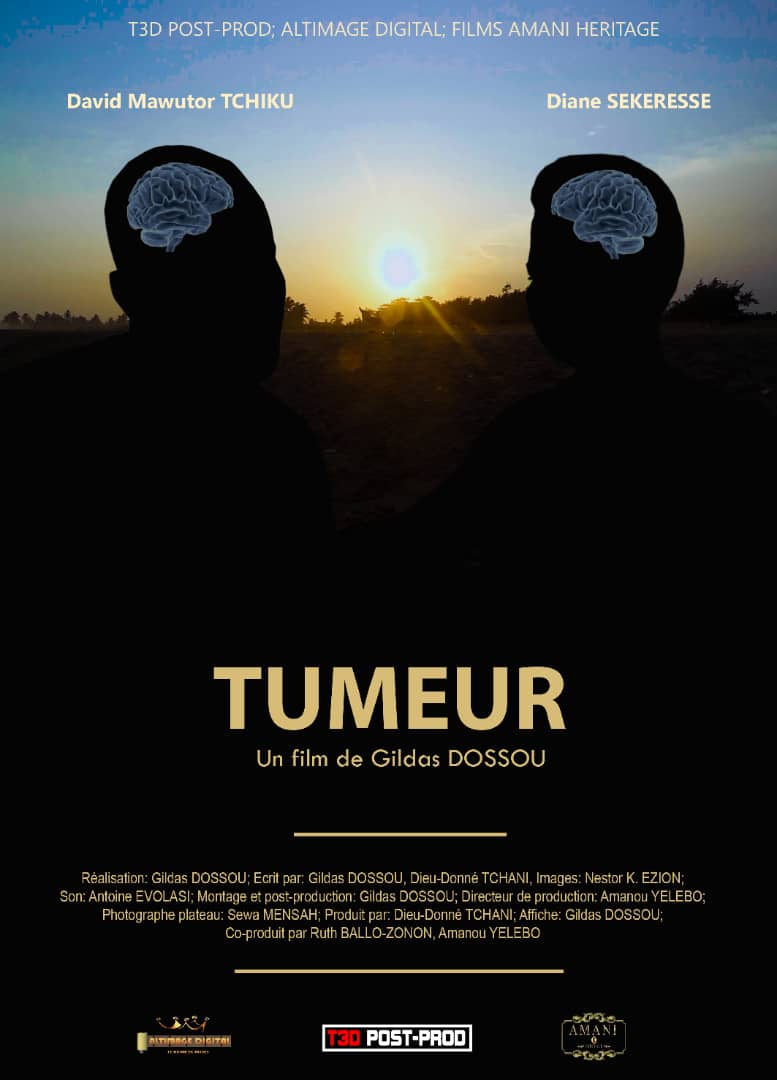 T3D POST-PROD; ALTIMAGE DIGITAL; FILMS AMANI HERITAGE
David Mawutor TCHIKU
Diane SEKERESSE
TUMEUR
Un film de Gildas DOSSOU
Réalisation: Gildas DOSSOU; Ecrit par: Gildas DOSSOU, Dieu-Donné TCHANI, Images: Nestor K. EZION;
Son: Antoine EVOLASI; Montage et post-production: Gildas DOSSOU; Directeur de production: Amanou YELEBO;
Photographe plateau: Sewa MENSAH; Produit par: Dieu-Donné TCHANI; Affiche: Gildas DOSSOU;
Co-produit par Ruth BALLO-ZONON, Amanou YELEBO
ALTIMAGE DIGITAL
T3D POST-PROD
AMANI